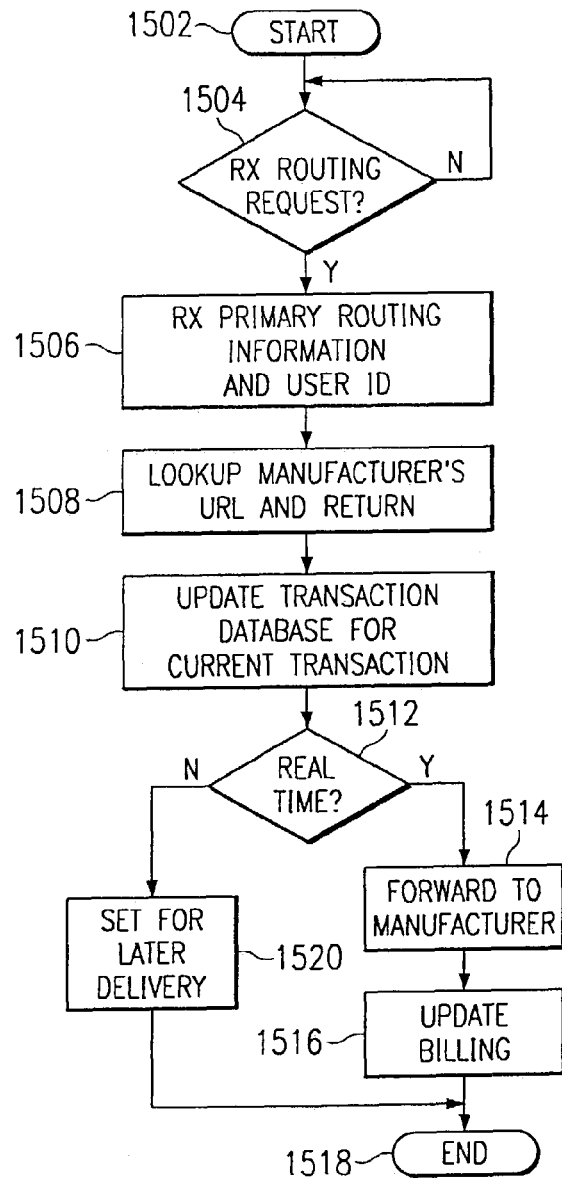 1502
START
1504
RX ROUTING
REQUEST?
N
Y
1506
RX PRIMARY ROUTING
INFORMATION
AND USER ID
1508
LOOKUP MANUFACTURER'S
URL AND RETURN
1510
UPDATE TRANSACTION
DATABASE FOR
CURRENT TRANSACTION
1512
N
REAL
TIME?
Y
1514
FORWARD TO
MANUFACTURER
SET FOR
LATER
DELIVERY
1520
1516
UPDATE
BILLING
1518
END